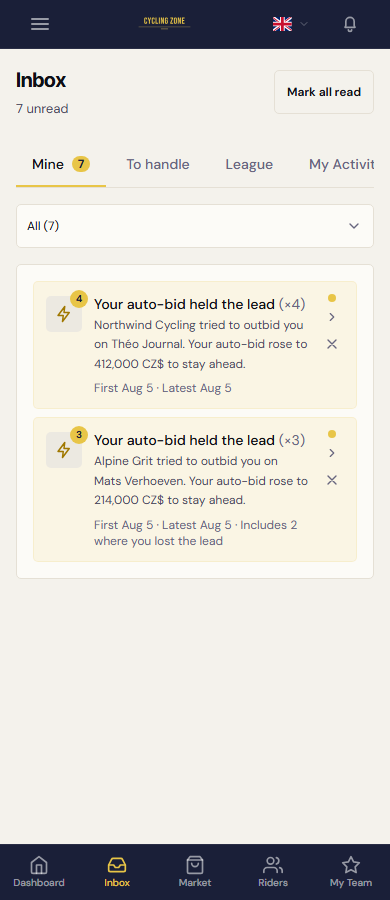 CYCLING ZONE
Inbox
7 unread
Mark all read
Mine 7
To handle
League
My Activit
All (7)
4
Your auto-bid held the lead (×4)
Northwind Cycling tried to outbid you
on Théo Journal. Your auto-bid rose to
412,000 CZ$ to stay ahead.
First Aug 5 · Latest Aug 5
3
Your auto-bid held the lead (×3)
Alpine Grit tried to outbid you on
Mats Verhoeven. Your auto-bid rose to
214,000 CZ$ to stay ahead.
First Aug 5 · Latest Aug 5 · Includes 2
where you lost the lead
Dashboard
Inbox
Market
Riders
My Team